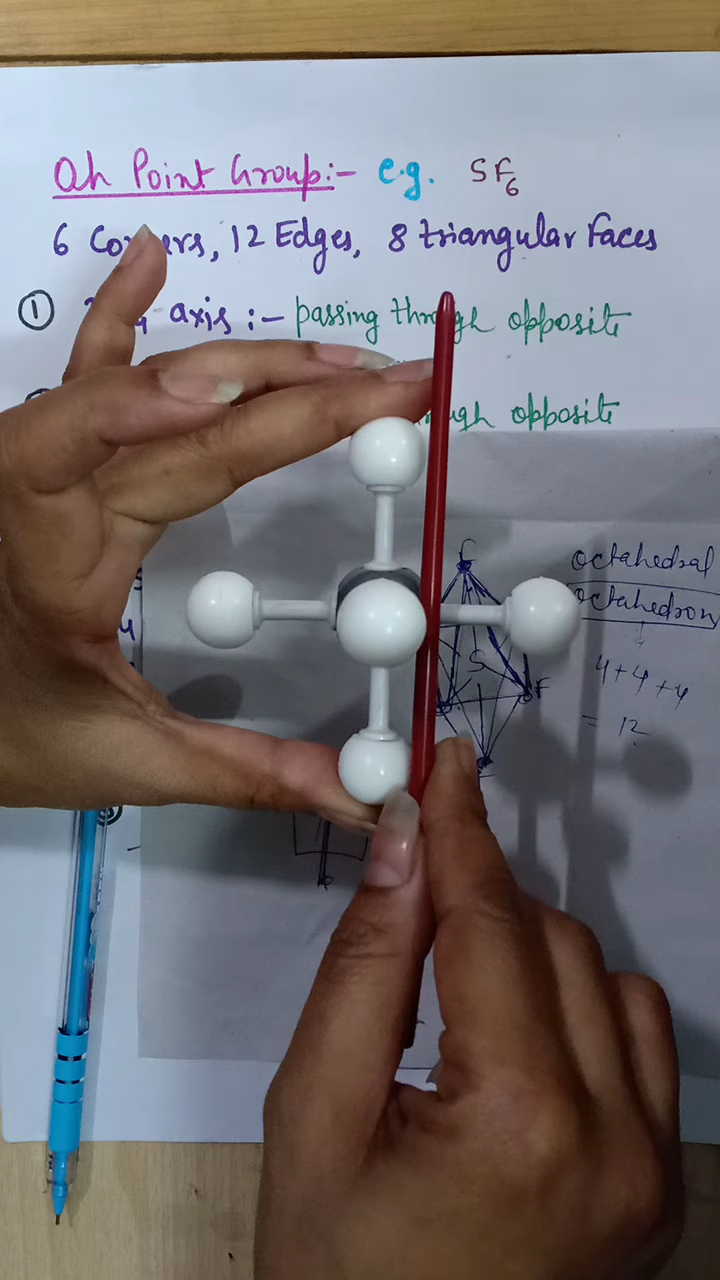 Oh Point Group:- e.g. SF6
6 Corners, 12 Edges, 8 triangular faces
① axis :- passing through opposite
through opposite
octahedral
octahedron
4+4+4
= 12
F
S
F